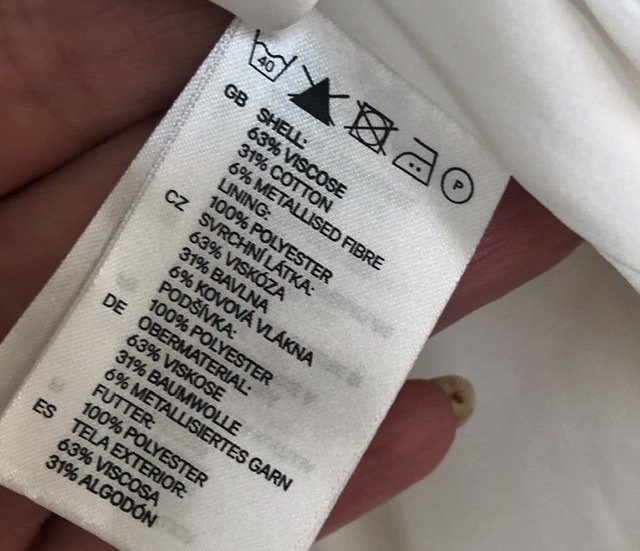 40
P
GB SHELL:
63% VISCOSE
31% COTTON
6% METALLISED FIBRE
LINING:
100% POLYESTER
CZ SVRCHNÍ LÁTKA:
63% VISKÓZA
31% BAVLNA
6% KOVOVÁ VLÁKNA
PODŠÍVKA:
100% POLYESTER
DE OBERMATERIAL:
63% VISKOSE
31% BAUMWOLLE
6% METALLISIERTES GARN
FUTTER:
100% POLYESTER
ES TELA EXTERIOR:
63% VISCOSA
31% ALGODÓN